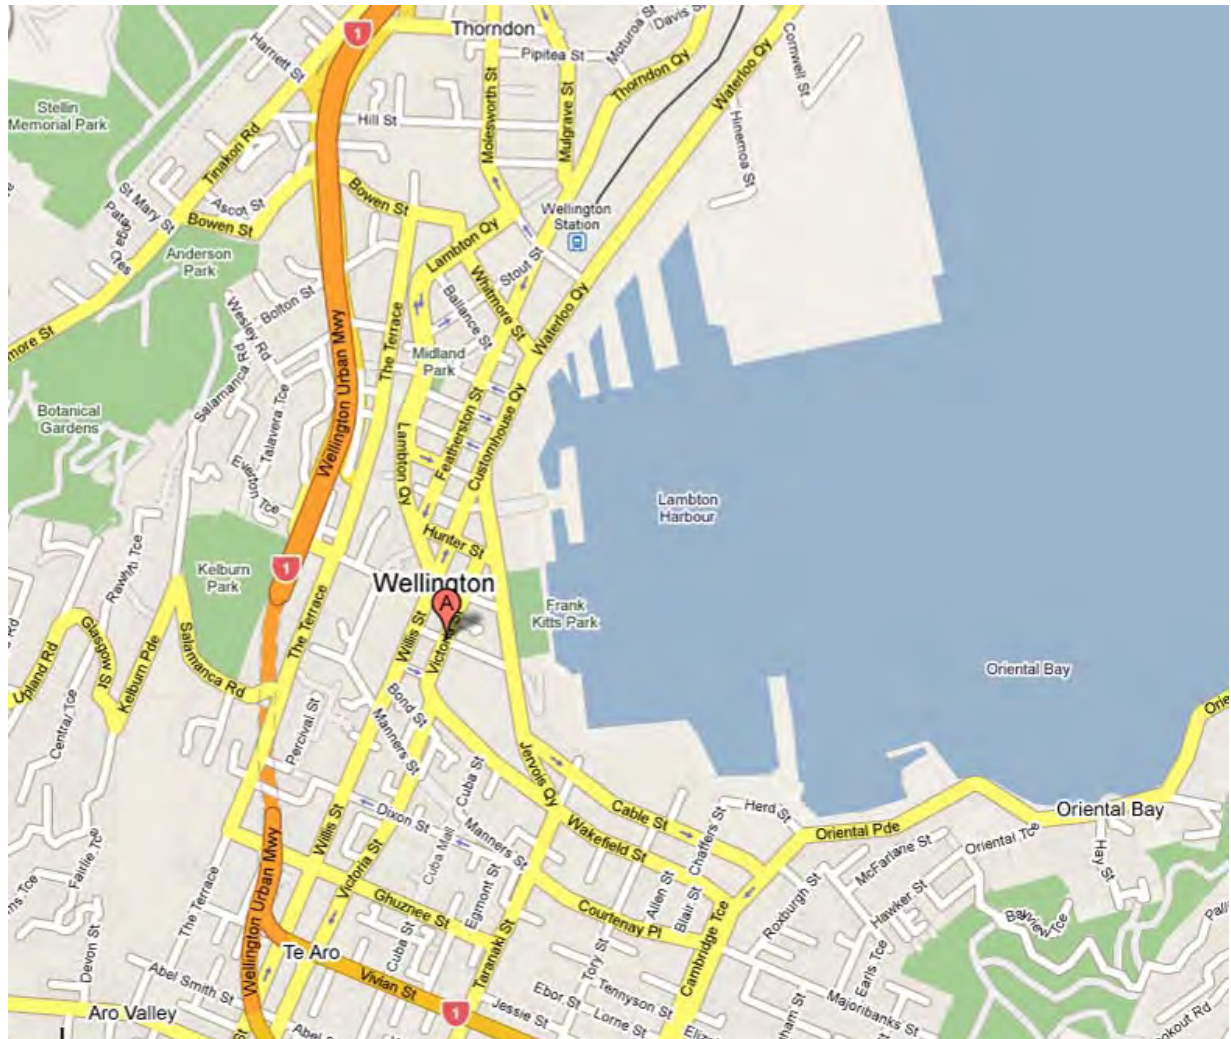 1
Thorndon
Moturoa St
Davis St
Pipitea St
Harriett St
Cornwell St
Thorndon Qy
Waterloo Qy
Molesworth St
Mulgrave St
Stellin
Memorial Park
Hill St
Hinemoa St
Tinakori Rd
St Mary St
Ascot St
Bowen St
Bowen St
Wellington
Station
Lambton Qy
Anderson
Park
Stout St
Whitmore St
Ballance St
Waterloo Qy
Bolton St
Wesley Rd
more St
The Terrace
Wellington Urban Mwy
Midland
Park
Salamanca Rd
Botanical
Gardens
Talavera Tce
Everton Tce
Lambton Qy
Featherston St
Customhouse Qy
Lambton
Harbour
Hunter St
Kelburn
Park
1
Wellington
A
Frank
Kitts Park
Upland Rd
Glasgow St
Kelburn Pde
Salamanca Rd
The Terrace
Willis St
Oriental Bay
Central Tce
Percival St
Bond St
Manners St
Jervois Qy
Cuba St
Cable St
Herd St
Oriental Bay
Oriental Pde
Willis St
Dixon St
Manners St
Wakefield St
Chaffers St
McFarlane St
Oriental Tce
Hay St
Fairlie Tce
Wellington Urban Mwy
Victoria St
Cuba Mall
Egmont St
Allen St
Blair St
Roxburgh St
Hawker St
The Terrace
Ghuznee St
Courtenay Pl
Cambridge Tce
Bayview Tce
Devon St
Te Aro
Cuba St
Taranaki St
Tory St
Earls Tce
Abel Smith St
Vivian St
Tennyson St
Majoribanks St
Aro Valley
1
Jessie St
Ebor St
Lorne St